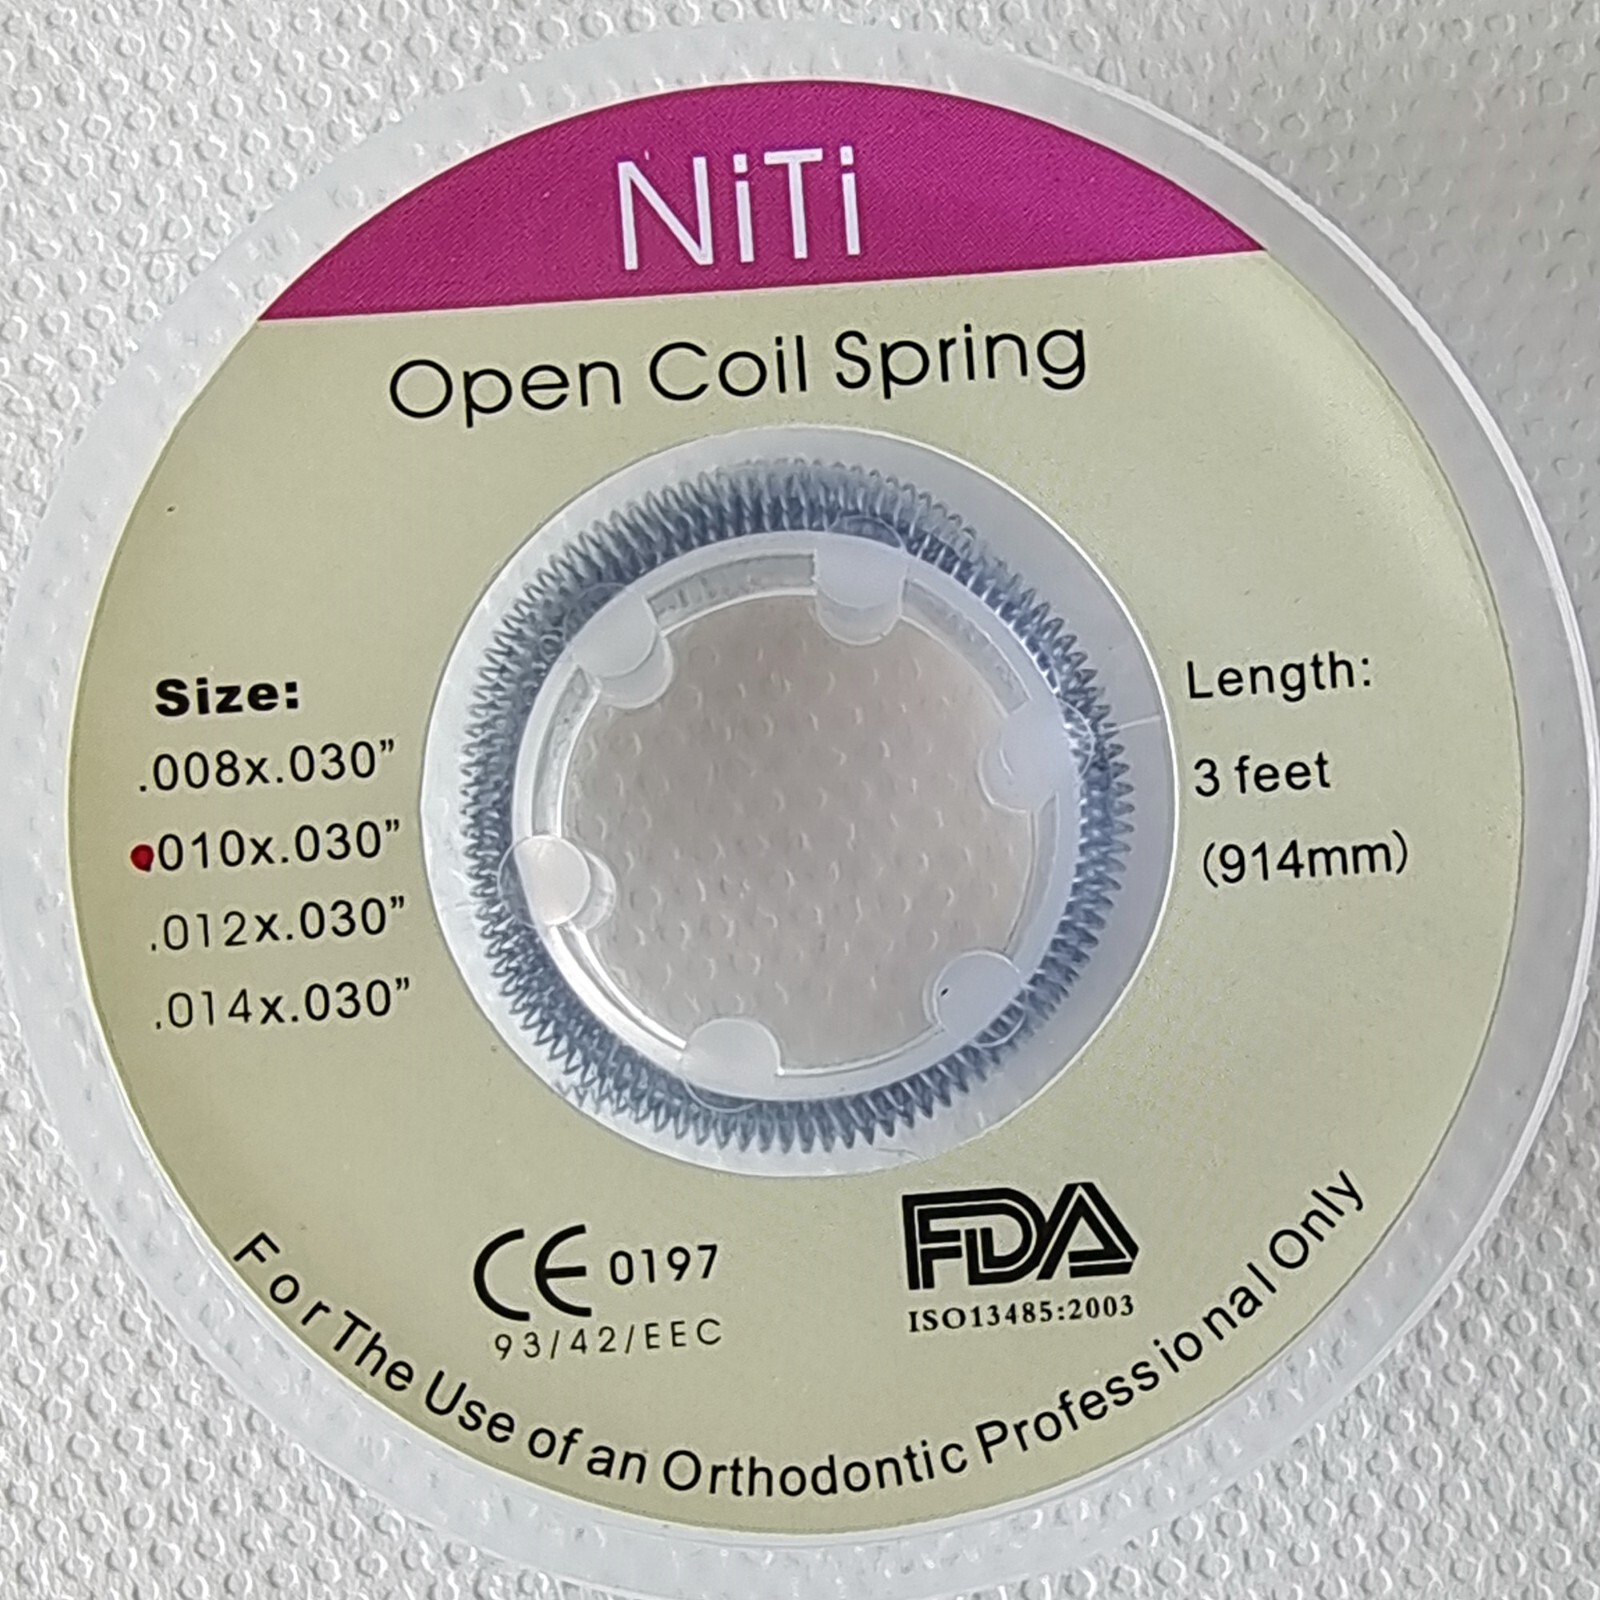 NiTi
Open Coil Spring
Size:
.008x.030”
.010x.030”
.012x.030”
.014x.030”
Length:
3 feet
(914mm)
CE 0197
93/42/EEC
FDA
ISO13485:2003
For The Use of an Orthodontic Professional Only